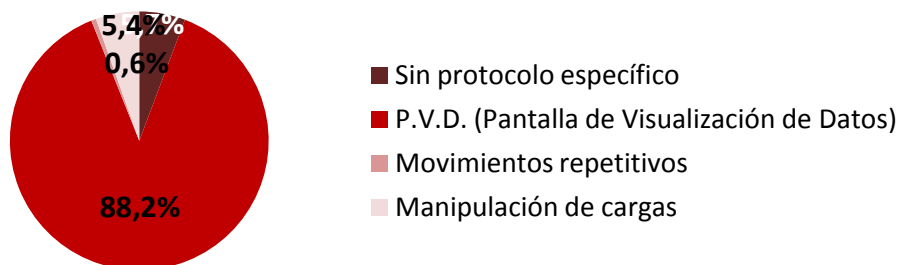 5,4%
0,6%
88,2%
Sin protocolo específico
P.V.D. (Pantalla de Visualización de Datos)
Movimientos repetitivos
Manipulación de cargas